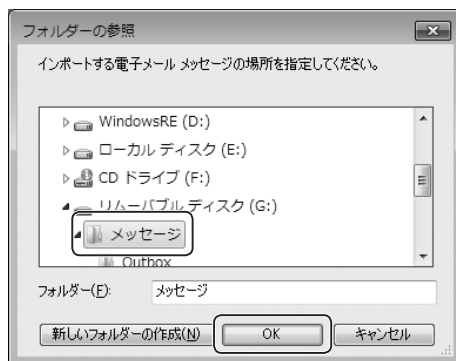 フォルダーの参照
インポートする電子メール メッセージの場所を指定してください。
WindowsRE (D:)
ローカル ディスク (E:)
CD ドライブ (F:)
リムーバブル ディスク (G:)
メッセージ
Outbox
フォルダー(F): メッセージ
新しいフォルダーの作成(N) OK キャンセル